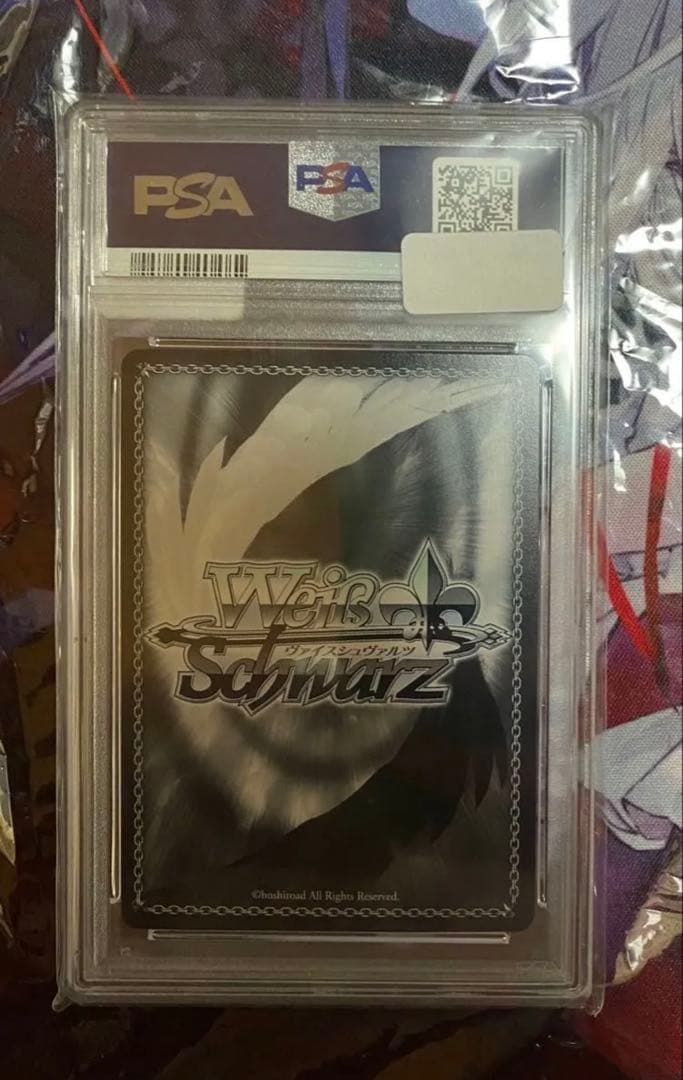 PSA
PSA
Weiß
ヴァイスシュヴァルツ
Schwarz
©bushiroad All Rights Reserved.